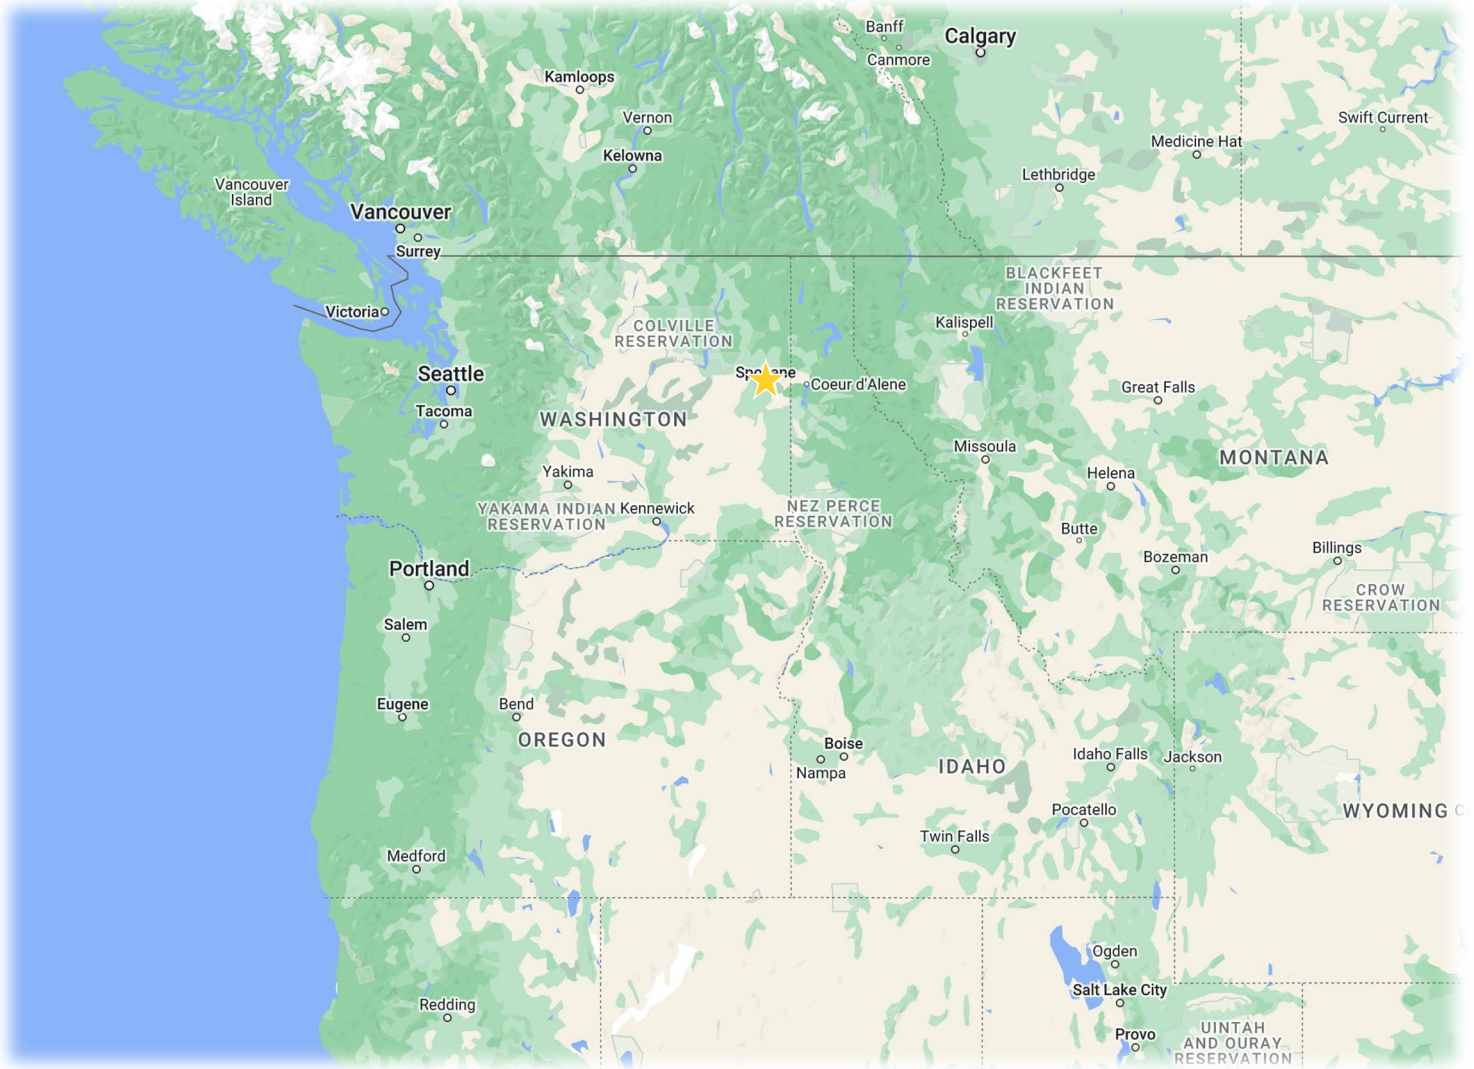 Banff
Calgary
Canmore
Kamloops
Vernon
Swift Current
Medicine Hat
Kelowna
Lethbridge
Vancouver
Island
Vancouver
Surrey
BLACKFEET
INDIAN
RESERVATION
Victoria
COLVILLE
RESERVATION
Kalispell
Seattle
Spokane
Coeur d'Alene
Great Falls
Tacoma
WASHINGTON
Missoula
MONTANA
Yakima
Helena
YAKAMA INDIAN
RESERVATION
Kennewick
NEZ PERCE
RESERVATION
Butte
Billings
Bozeman
Portland
CROW
RESERVATION
Salem
Eugene
Bend
OREGON
Boise
Nampa
IDAHO
Idaho Falls
Jackson
Pocatello
WYOMING
Twin Falls
Medford
Ogden
Salt Lake City
Redding
Provo
UINTAH
AND OURAY
RESERVATION